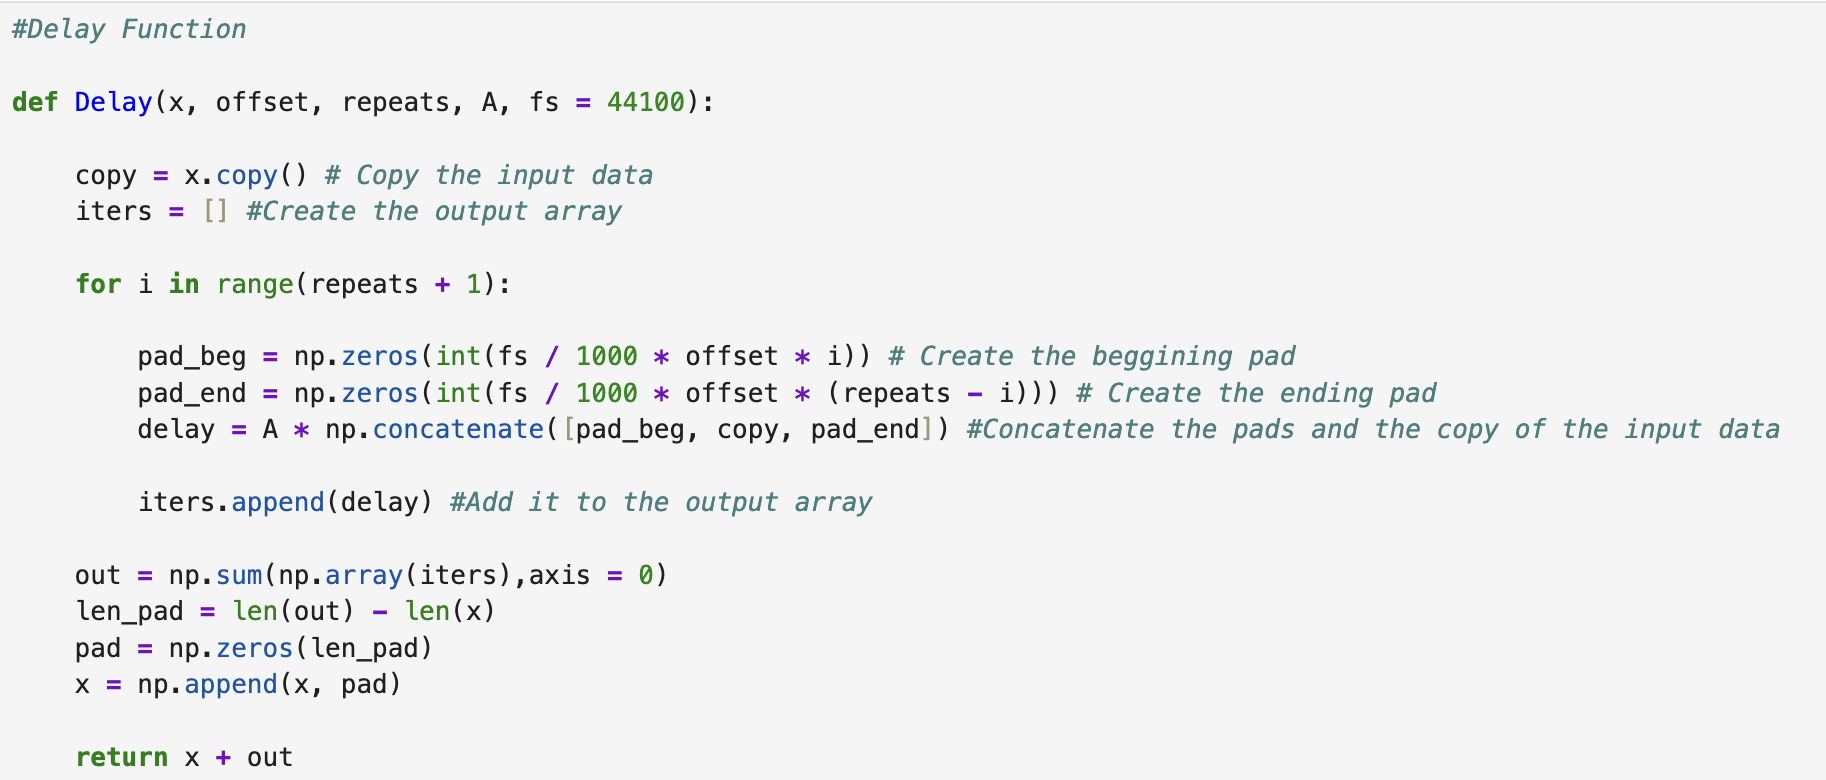 #Delay Function
def Delay(x, offset, repeats, A, fs = 44100):
    copy = x.copy() # Copy the input data
    iters = [] #Create the output array
    for i in range(repeats + 1):
        pad_beg = np.zeros(int(fs / 1000 * offset * i)) # Create the beggining pad
        pad_end = np.zeros(int(fs / 1000 * offset * (repeats - i))) # Create the ending pad
        delay = A * np.concatenate([pad_beg, copy, pad_end]) #Concatenate the pads and the copy of the input data
        iters.append(delay) #Add it to the output array
    out = np.sum(np.array(iters),axis = 0)
    len_pad = len(out) - len(x)
    pad = np.zeros(len_pad)
    x = np.append(x, pad)
    return x + out